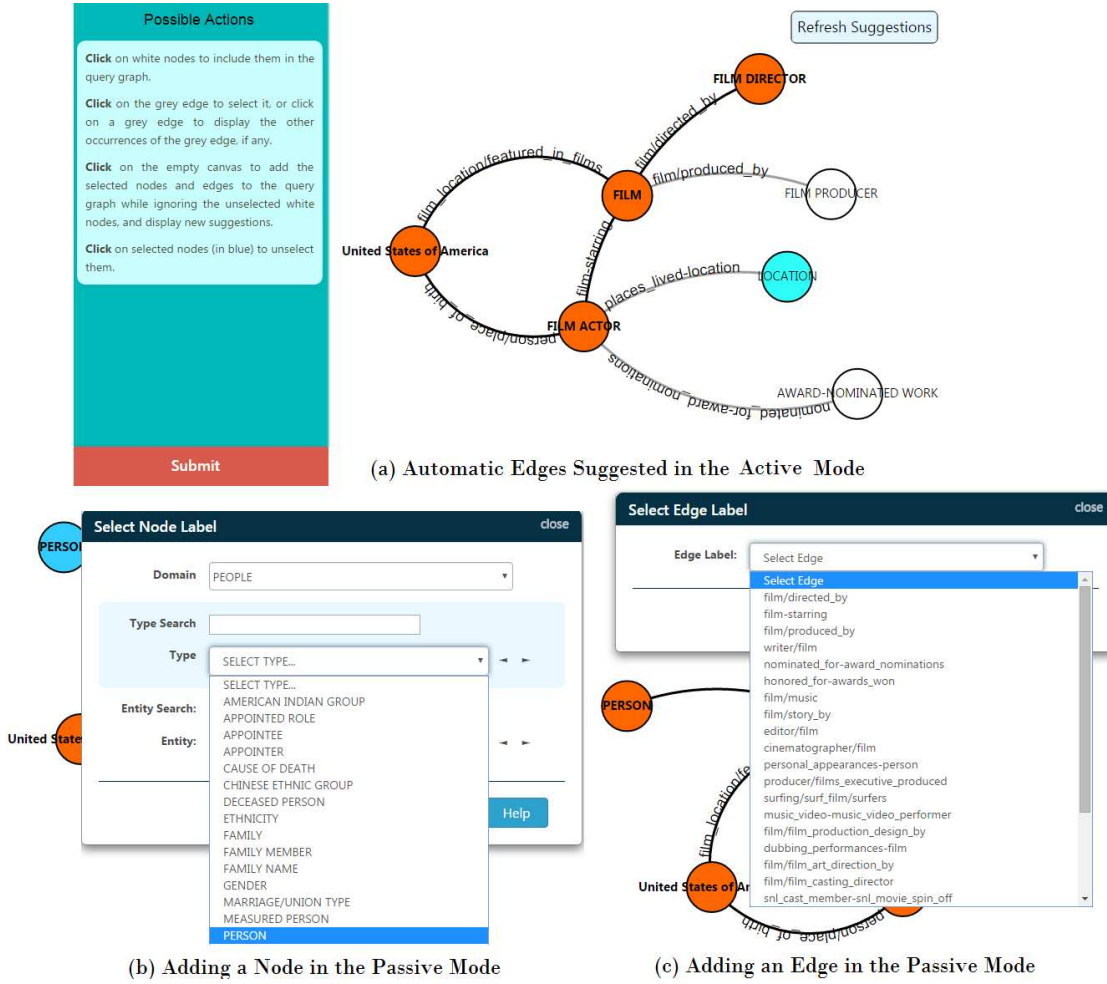 Possible Actions
Click on white nodes to include them in the
query graph.
Click on the grey edge to select it, or click
on a grey edge to display the other
occurrences of the grey edge, if any.
Click on the empty canvas to add the
selected nodes and edges to the query
graph while ignoring the unselected white
nodes, and display new suggestions.
Click on selected nodes (in blue) to unselect
them.
Submit
Refresh Suggestions
FILM DIRECTOR
film/directed_by
film_location/featured_in_films
film/produced_by
FILM
FILM PRODUCER
United States of America
film-starring
places_lived-location
LOCATION
person/place_of_birth
FILM ACTOR
nominated_for-award_nominations
AWARD-NOMINATED WORK
(a) Automatic Edges Suggested in the Active Mode
PERSON
Select Node Label
close
Domain
PEOPLE
Type Search
Type
SELECT TYPE...
SELECT TYPE...
AMERICAN INDIAN GROUP
APPOINTED ROLE
APPOINTEE
APPOINTER
CAUSE OF DEATH
CHINESE ETHNIC GROUP
DECEASED PERSON
ETHNICITY
FAMILY
FAMILY MEMBER
FAMILY NAME
GENDER
MARRIAGE/UNION TYPE
MEASURED PERSON
PERSON
Entity Search:
Entity:
United State
Help
(b) Adding a Node in the Passive Mode
Select Edge Label
close
Edge Label:
Select Edge
Select Edge
film/directed_by
film-starring
film/produced_by
writer/film
nominated_for-award_nominations
honored_for-awards_won
film/music
film/story_by
editor/film
cinematographer/film
personal_appearances-person
producer/films_executive_produced
surfing/surf_film/surfers
music_video-music_video_performer
film/film_production_design_by
dubbing_performances-film
film/film_art_direction_by
film/film_casting_director
snl_cast_member-snl_movie_spin_off
PERSON
film_location/fe
United States of Am
person/place_of_birth
(c) Adding an Edge in the Passive Mode